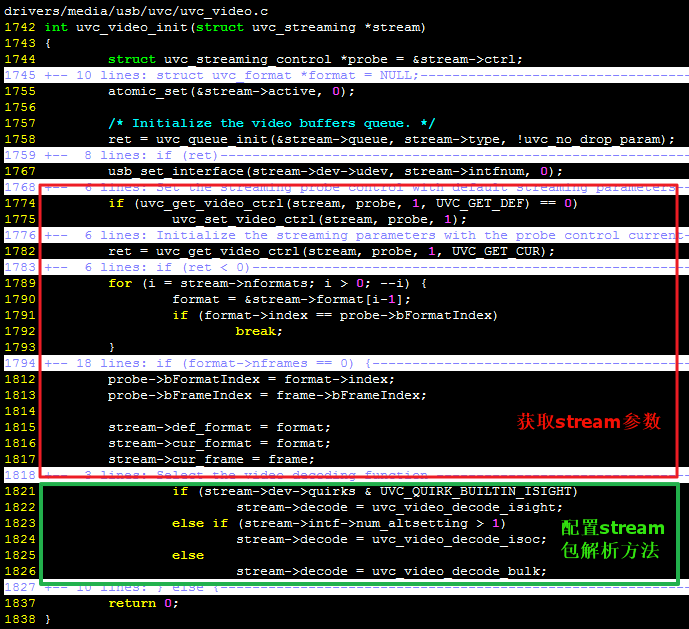 drivers/media/usb/uvc/uvc_video.c
1742 int uvc_video_init(struct uvc_streaming *stream)
1743 {
1744         struct uvc_streaming_control *probe = &stream->ctrl;
1745 +-- 10 lines: struct uvc_format *format = NULL;
1755         atomic_set(&stream->active, 0);
1756
1757         /* Initialize the video buffers queue. */
1758         ret = uvc_queue_init(&stream->queue, stream->type, !uvc_no_drop_param);
1759 +--  8 lines: if (ret)
1767         usb_set_interface(stream->dev->udev, stream->intfnum, 0);
1768 +--  6 lines: Set the streaming probe control with default streaming parameters
1774         if (uvc_get_video_ctrl(stream, probe, 1, UVC_GET_DEF) == 0)
1775                 uvc_set_video_ctrl(stream, probe, 1);
1776 +--  6 lines: Initialize the streaming parameters with the probe control current
1782         ret = uvc_get_video_ctrl(stream, probe, 1, UVC_GET_CUR);
1783 +--  6 lines: if (ret < 0)
1789         for (i = stream->nformats; i > 0; --i) {
1790                 format = &stream->format[i-1];
1791                 if (format->index == probe->bFormatIndex)
1792                         break;
1793         }
1794 +-- 18 lines: if (format->nframes == 0) {
1812         probe->bFormatIndex = format->index;
1813         probe->bFrameIndex = frame->bFrameIndex;
1814
1815         stream->def_format = format;
1816         stream->cur_format = format;
1817         stream->cur_frame = frame;
获取stream参数
1818 +--  3 lines: Select the video decoding function
1821                 if (stream->dev->quirks & UVC_QUIRK_BUILTIN_ISIGHT)
1822                         stream->decode = uvc_video_decode_isight;
1823                 else if (stream->intf->num_altsetting > 1)
1824                         stream->decode = uvc_video_decode_isoc;
1825                 else
1826                         stream->decode = uvc_video_decode_bulk;
配置stream
包解析方法
1827 +-- 10 lines: } else {
1837         return 0;
1838 }